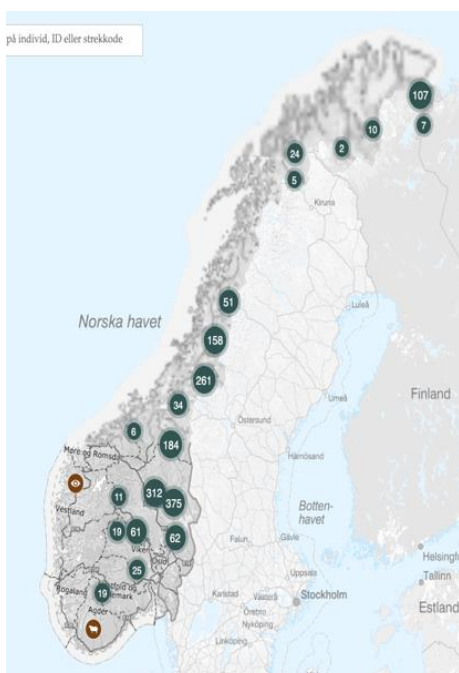 på individ, ID eller strekkode
107
7
10
2
24
5
Kiruna
51
Luleå
Norska havet
158
261
Finland
Umeå
34
Östersund
6
184
Härnösand
Møre og Romsdal
312
11
375
Vestland
Botten-
havet
19
61
62
Falun
Gävle
Viken
Oslo
Helsingf
25
Uppsala
Tallinn
Karlstad
Västerå
Stockholm
Rogaland
19
Örebro
Estland
Agder
Nyköping
Linköping